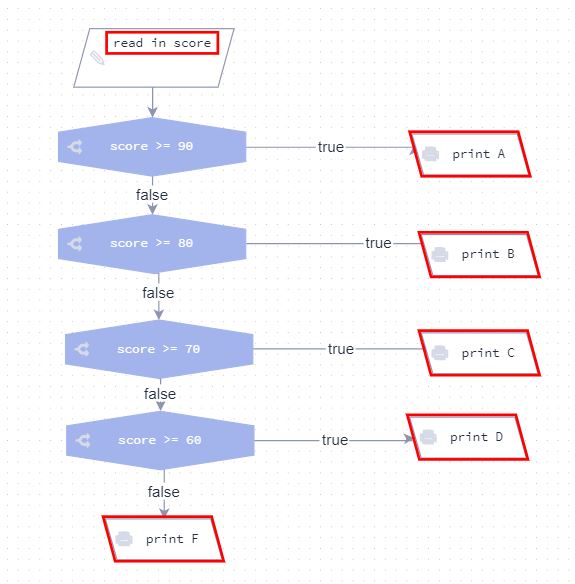 read in score
score >= 90
true
print A
false
score >= 80
true
print B
false
score >= 70
true
print C
false
score >= 60
true
print D
false
print F